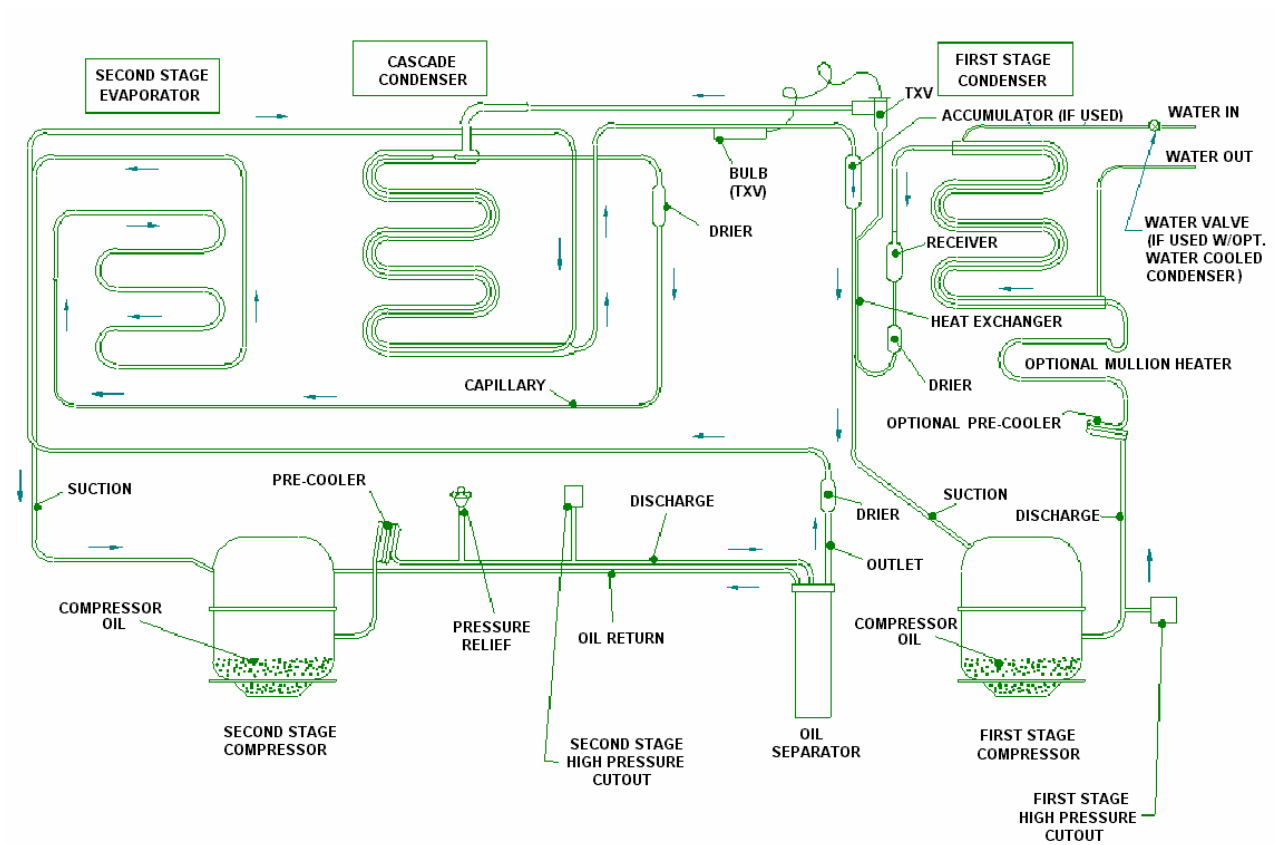 SECOND STAGE
EVAPORATOR
CASCADE
CONDENSER
FIRST STAGE
CONDENSER
TXV
ACCUMULATOR (IF USED)
WATER IN
WATER OUT
BULB
(TXV)
DRIER
RECEIVER
WATER VALVE
(IF USED W/OPT.
WATER COOLED
CONDENSER)
HEAT EXCHANGER
OPTIONAL MULLION HEATER
DRIER
CAPILLARY
OPTIONAL PRE-COOLER
SUCTION
PRE-COOLER
DISCHARGE
DRIER
SUCTION
DISCHARGE
OUTLET
COMPRESSOR
OIL
PRESSURE
RELIEF
OIL RETURN
COMPRESSOR
OIL
SECOND STAGE
COMPRESSOR
SECOND STAGE
HIGH PRESSURE
CUTOUT
OIL
SEPARATOR
FIRST STAGE
COMPRESSOR
FIRST STAGE
HIGH PRESSURE
CUTOUT